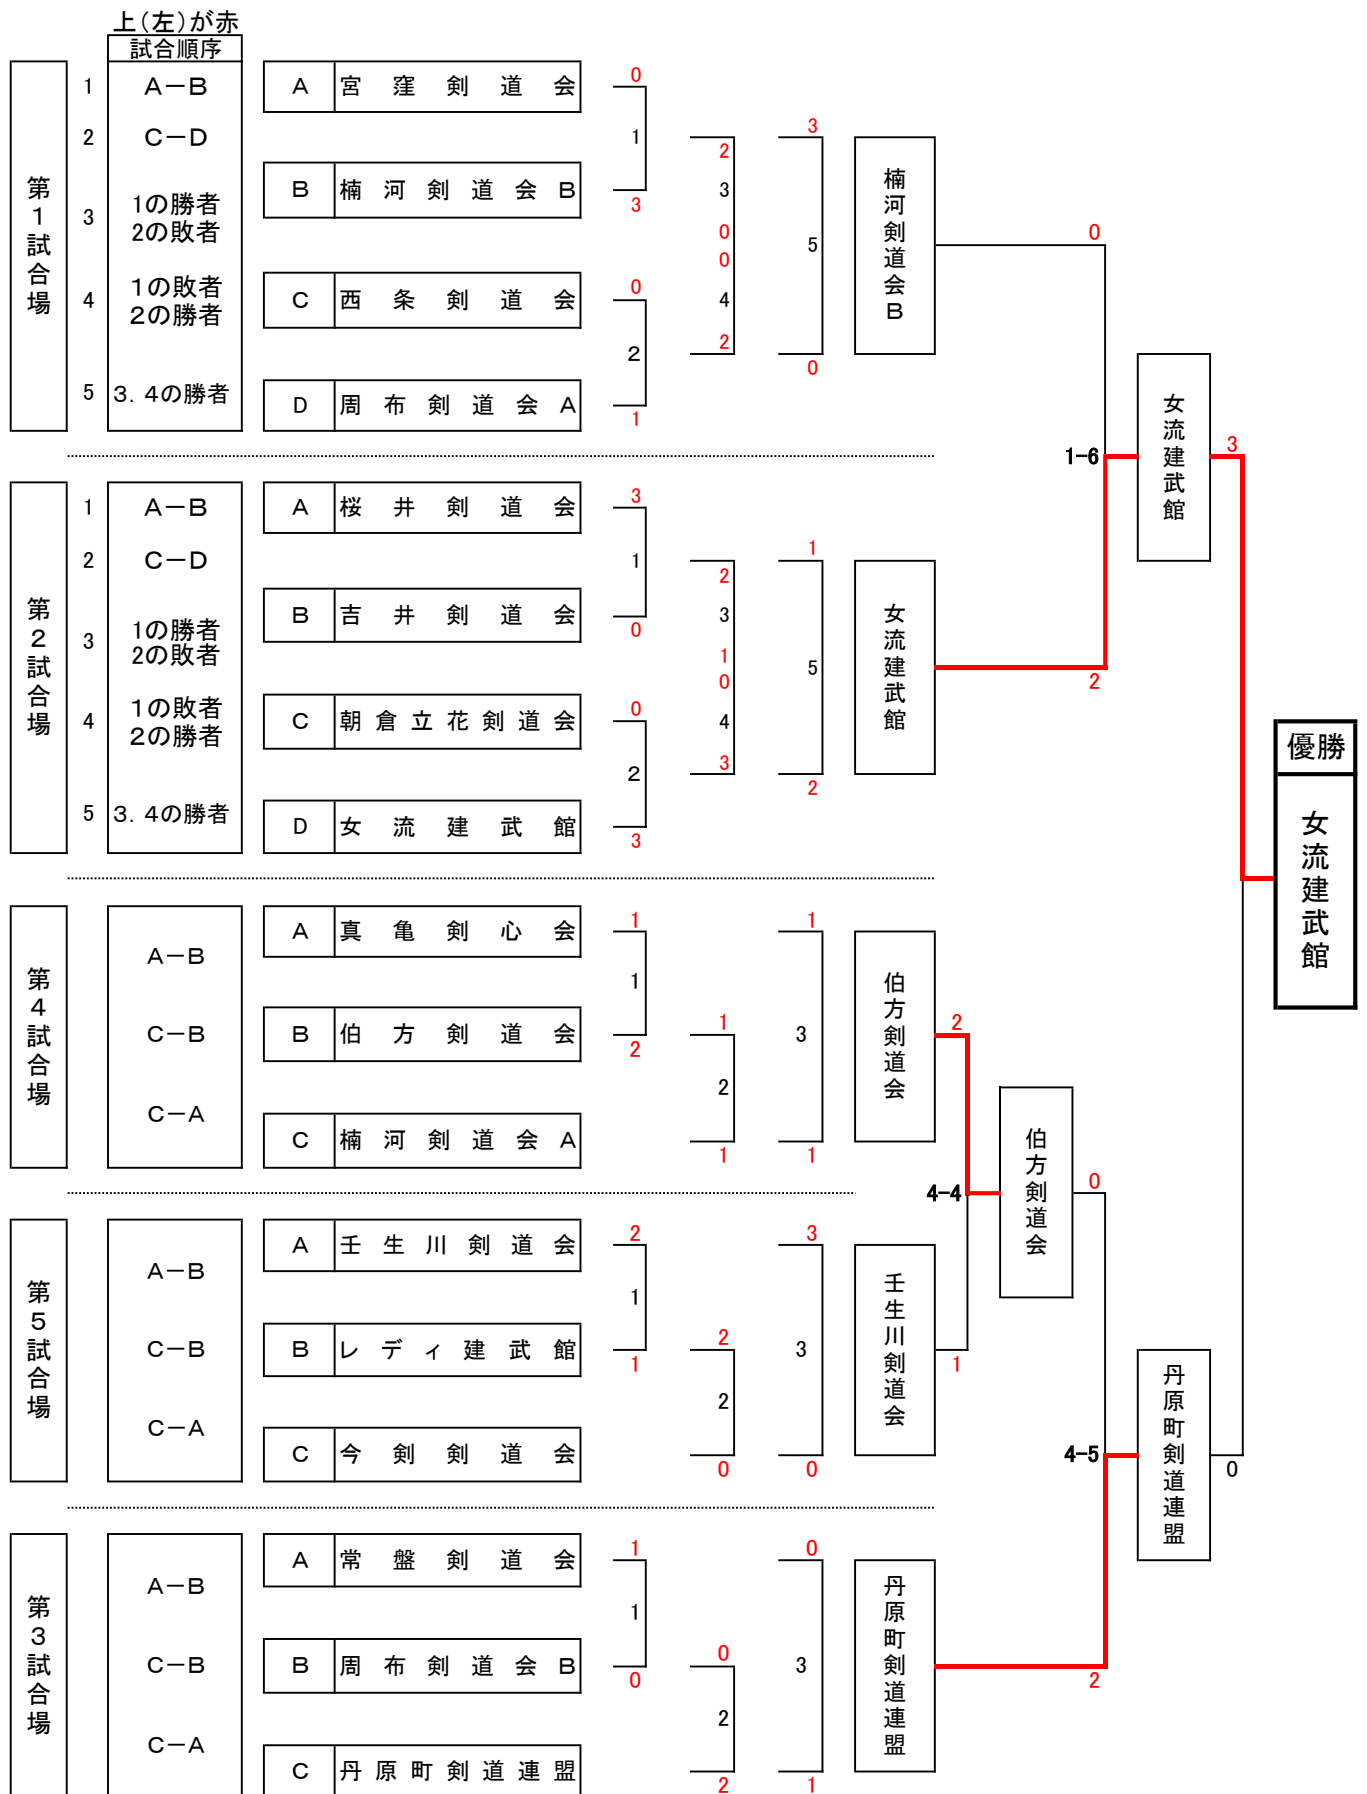 上（左）が赤
試合順序
第１試合場
1 Ａ－Ｂ
2 Ｃ－Ｄ
3 1の勝者
2の敗者
4 1の敗者
2の勝者
5 3．4の勝者
A 宮窪剣道会
B 楠河剣道会Ｂ
C 西条剣道会
D 周布剣道会Ａ
0
1
3
0
2
1
2
3
0
0
4
2
3
5
0
楠河剣道会Ｂ
0
第２試合場
1 Ａ－Ｂ
2 Ｃ－Ｄ
3 1の勝者
2の敗者
4 1の敗者
2の勝者
5 3．4の勝者
A 桜井剣道会
B 吉井剣道会
C 朝倉立花剣道会
D 女流建武館
3
1
0
0
2
3
2
3
1
0
4
3
1
5
2
女流建武館
2
1-6
女流建武館
3
第４試合場
Ａ－Ｂ
Ｃ－Ｂ
Ｃ－Ａ
A 真亀剣心会
B 伯方剣道会
C 楠河剣道会Ａ
1
1
2
1
2
1
1
3
1
伯方剣道会
2
第５試合場
Ａ－Ｂ
Ｃ－Ｂ
Ｃ－Ａ
A 壬生川剣道会
B レディ建武館
C 今剣剣道会
2
1
1
2
2
0
3
3
0
壬生川剣道会
1
4-4
伯方剣道会
0
第３試合場
Ａ－Ｂ
Ｃ－Ｂ
Ｃ－Ａ
A 常盤剣道会
B 周布剣道会Ｂ
C 丹原町剣道連盟
1
1
0
0
2
2
0
3
1
丹原町剣道連盟
2
4-5
丹原町剣道連盟
0
優勝
女流建武館